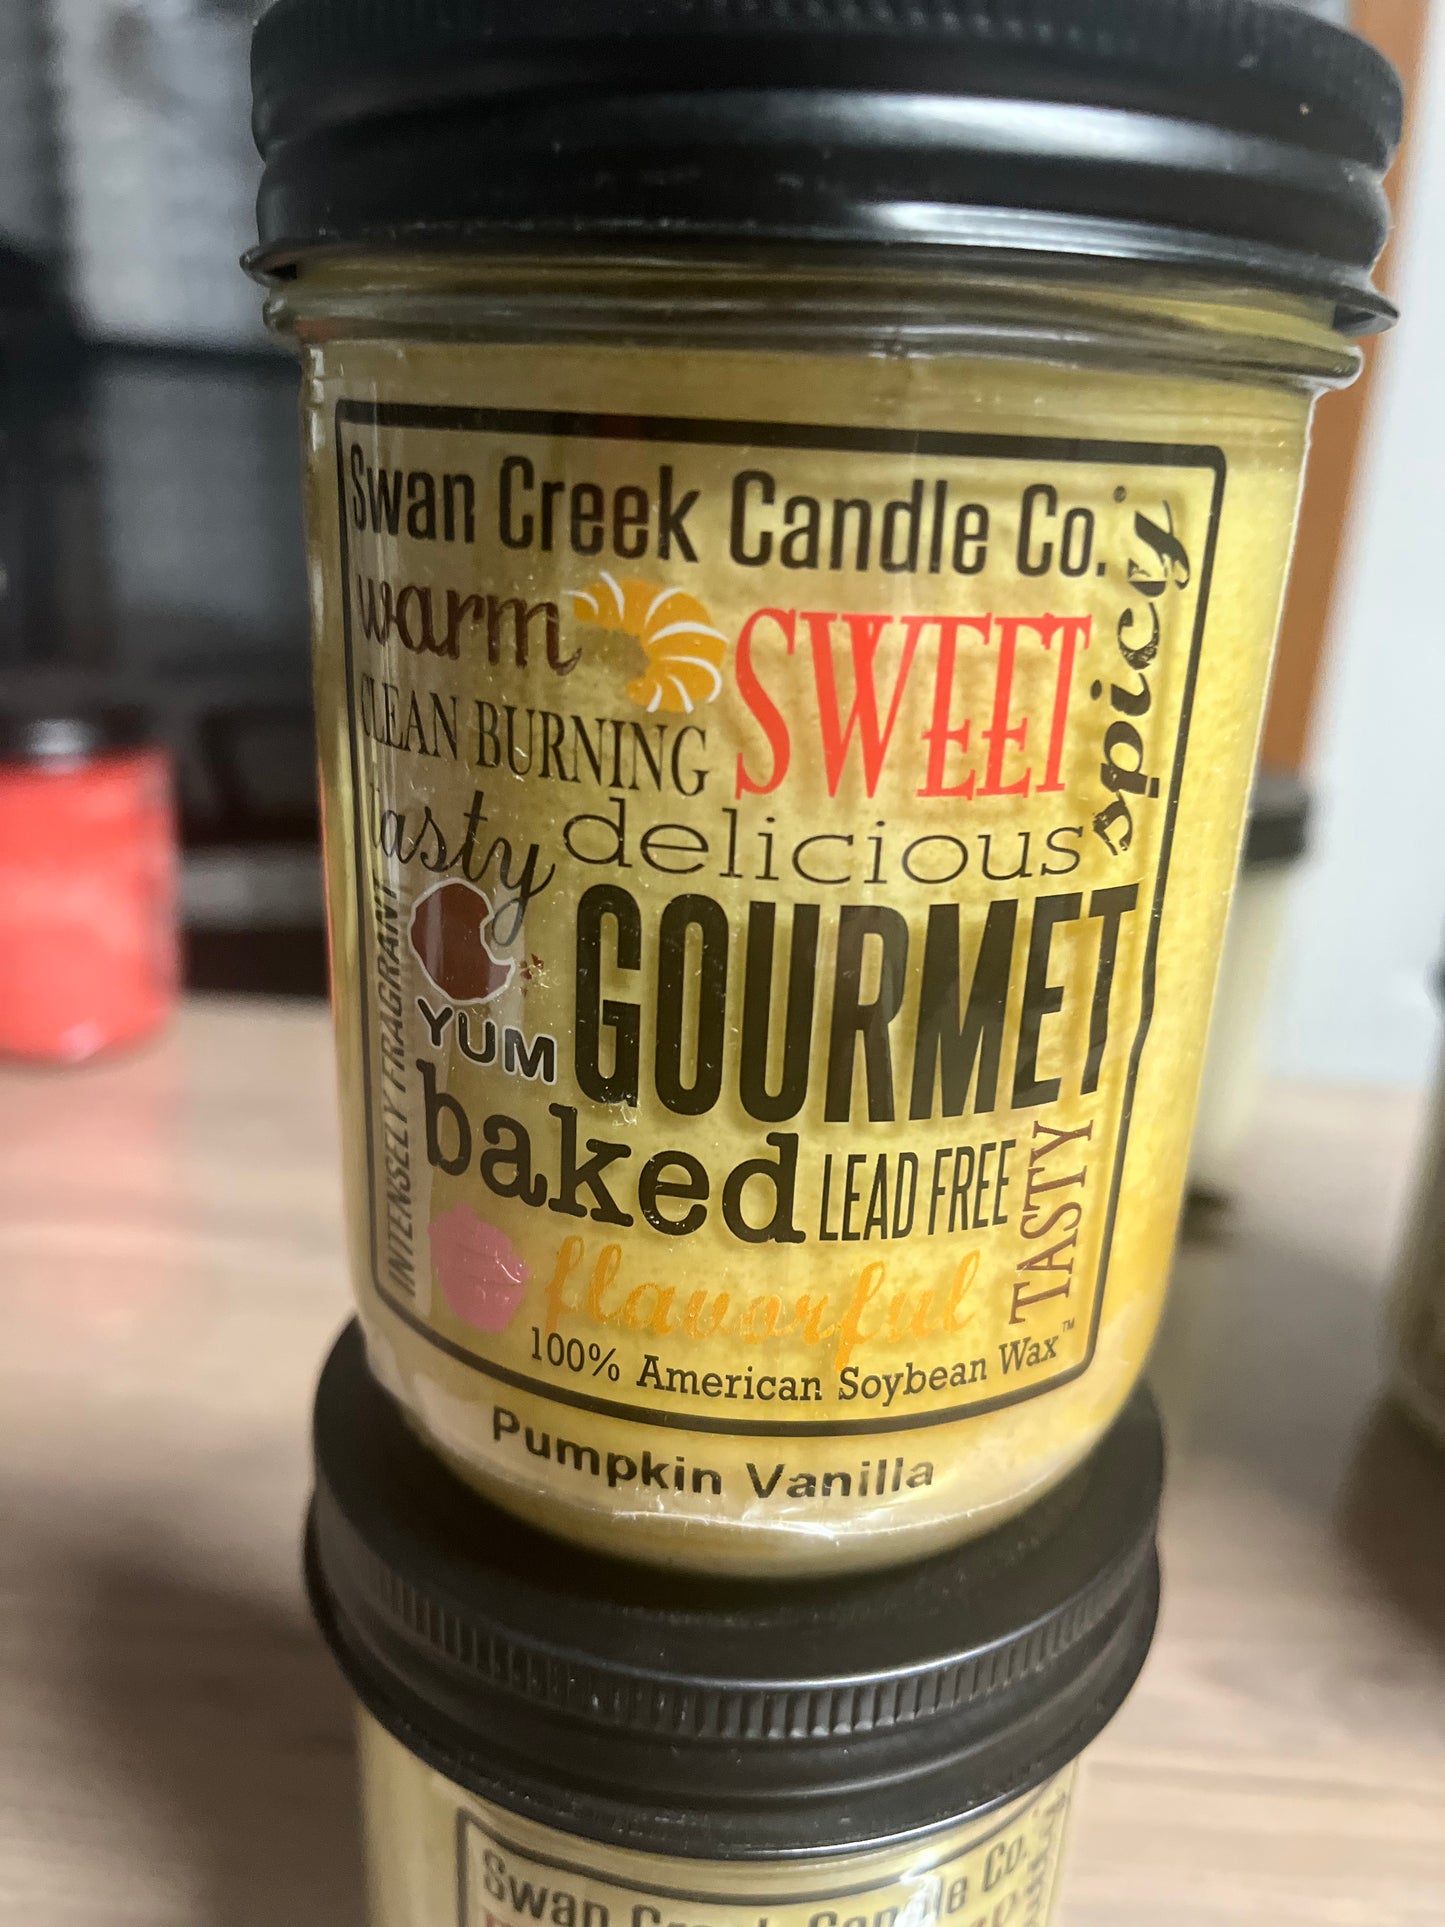 Swan Creek Candle Co.
warm
SWEET
spicy
CLEAN BURNING
tasty
delicious
INTENSELY FRAGRANT
YUM
GOURMET
baked
LEAD FREE
TASTY
flavorful
100% American Soybean Wax™
Pumpkin Vanilla
Swan Creek Candle Co.